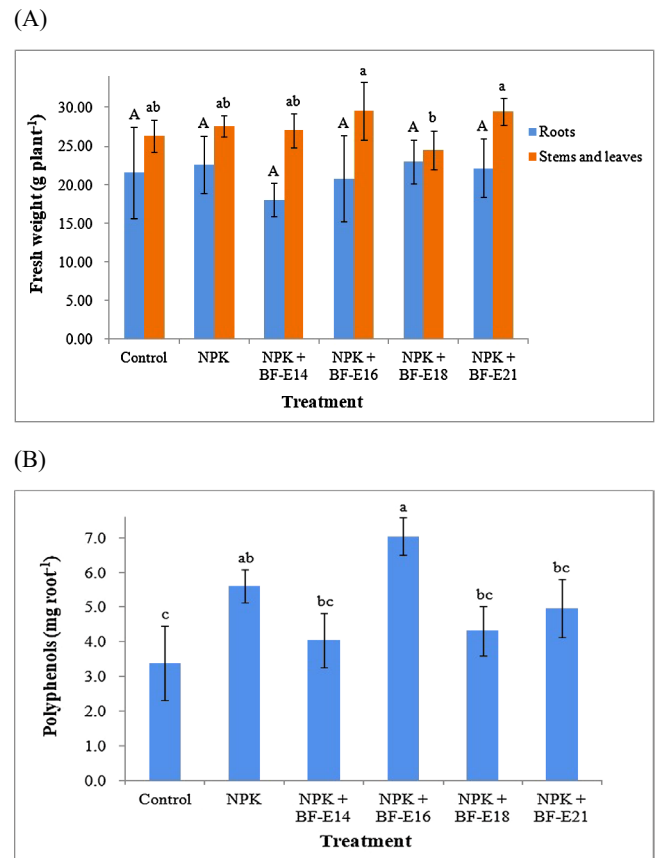 (A)
Fresh weight (g plant-1)
30.00
25.00
20.00
15.00
10.00
5.00
0.00
A ab A ab A ab A a A b A a
Roots
Stems and leaves
Control NPK NPK + BF-E14 NPK + BF-E16 NPK + BF-E18 NPK + BF-E21
Treatment
(B)
Polyphenols (mg root-1)
7.0
6.0
5.0
4.0
3.0
2.0
1.0
0.0
c ab bc a bc bc
Control NPK NPK + BF-E14 NPK + BF-E16 NPK + BF-E18 NPK + BF-E21
Treatment